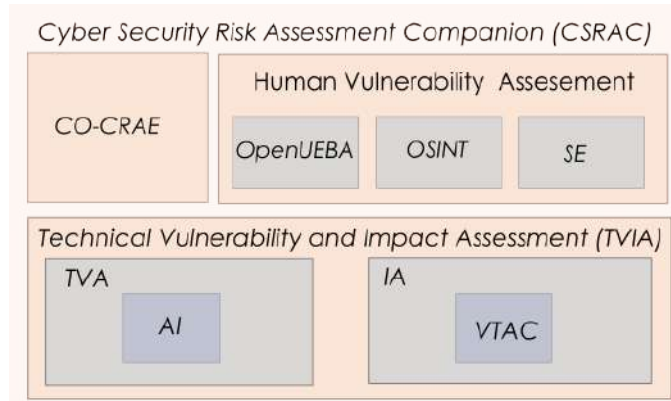 Cyber Security Risk Assessment Companion (CSRAC)
CO-CRAE
Human Vulnerability Assesement
OpenUEBA
OSINT
SE
Technical Vulnerability and Impact Assessment (TVIA)
TVA
AI
IA
VTAC